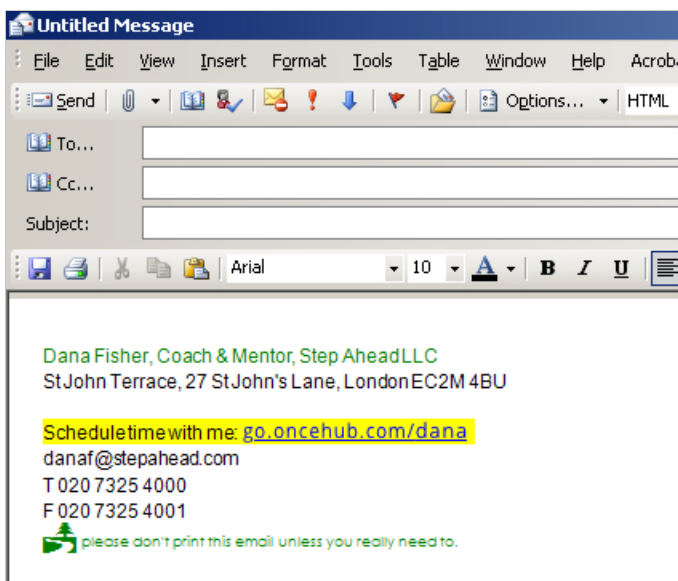 Untitled Message
File Edit View Insert Format Tools Table Window Help Acroba
Send Options... HTML
To...
Cc...
Subject:
Arial 10 A B I U
Dana Fisher, Coach & Mentor, Step Ahead LLC
St John Terrace, 27 St John's Lane, London EC2M 4BU
Schedule time with me: go.oncehub.com/dana
danaf@stepahead.com
T 020 7325 4000
F 020 7325 4001
please don't print this email unless you really need to.